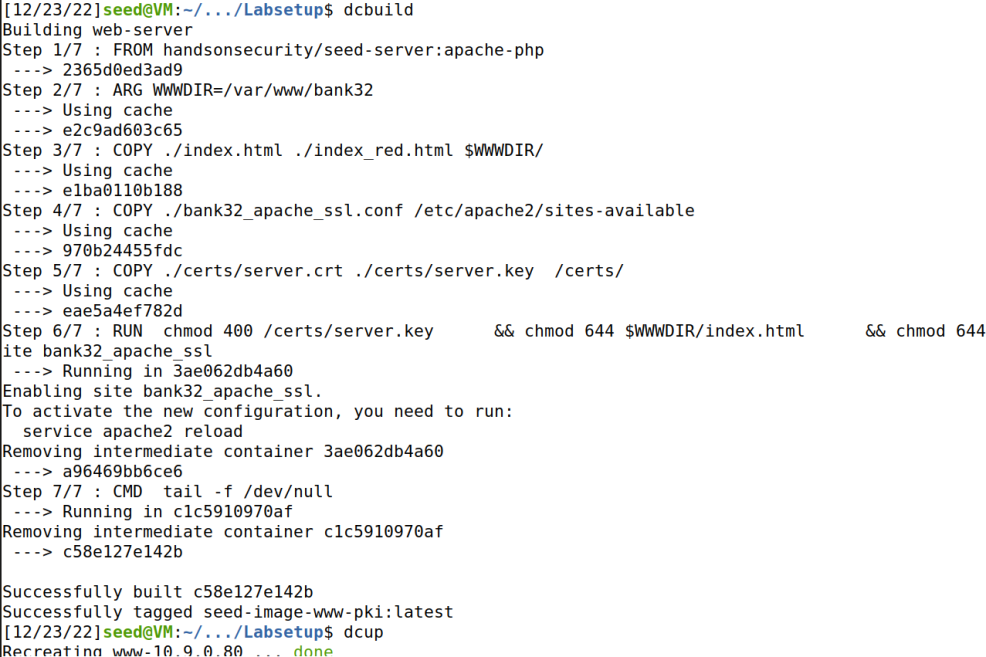 [12/23/22]seed@VM:~/.../Labsetup$ dcbuild
Building web-server
Step 1/7 : FROM handsonsecurity/seed-server:apache-php
 ---> 2365d0ed3ad9
Step 2/7 : ARG WWWDIR=/var/www/bank32
 ---> Using cache
 ---> e2c9ad603c65
Step 3/7 : COPY ./index.html ./index_red.html $WWWDIR/
 ---> Using cache
 ---> e1ba0110b188
Step 4/7 : COPY ./bank32_apache_ssl.conf /etc/apache2/sites-available
 ---> Using cache
 ---> 970b24455fdc
Step 5/7 : COPY ./certs/server.crt ./certs/server.key  /certs/
 ---> Using cache
 ---> eae5a4ef782d
Step 6/7 : RUN  chmod 400 /certs/server.key      && chmod 644 $WWWDIR/index.html      && chmod 644
ite bank32_apache_ssl
 ---> Running in 3ae062db4a60
Enabling site bank32_apache_ssl.
To activate the new configuration, you need to run:
  service apache2 reload
Removing intermediate container 3ae062db4a60
 ---> a96469bb6ce6
Step 7/7 : CMD  tail -f /dev/null
 ---> Running in c1c5910970af
Removing intermediate container c1c5910970af
 ---> c58e127e142b

Successfully built c58e127e142b
Successfully tagged seed-image-www-pki:latest
[12/23/22]seed@VM:~/.../Labsetup$ dcup
Recreating www-10.9.0.80 ... done